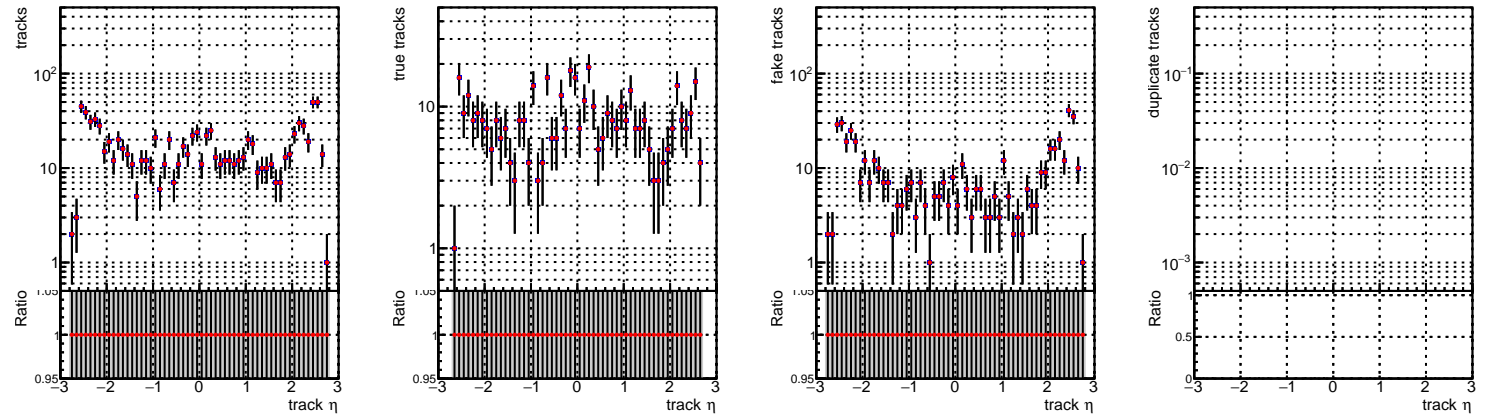 tracks
10²
10
1
Ratio
1.05
1
0.95
−3 −2 −1 0 1 2 3
track η
true tracks
10
1
Ratio
1.05
1
0.95
−3 −2 −1 0 1 2 3
track η
fake tracks
10²
10
1
Ratio
1.05
1
0.95
−3 −2 −1 0 1 2 3
track η
duplicate tracks
10⁻¹
10⁻²
10⁻³
Ratio
1
0.5
0
−3 −2 −1 0 1 2 3
track η